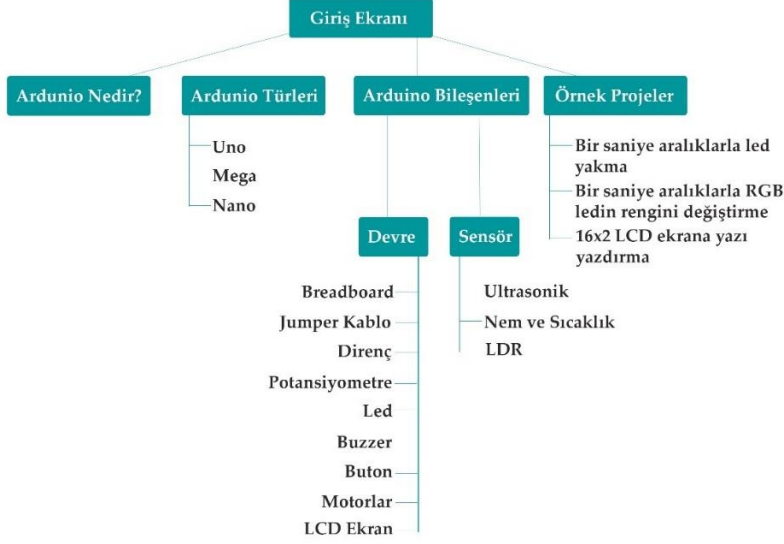 Giriş Ekranı
Ardunio Nedir?
Ardunio Türleri
Arduino Bileşenleri
Örnek Projeler
Uno
Mega
Nano
Bir saniye aralıklarla led
yakma
Bir saniye aralıklarla RGB
ledin rengini değiştirme
16x2 LCD ekrana yazı
yazdırma
Devre
Sensör
Breadboard
Jumper Kablo
Direnç
Potansiyometre
Led
Buzzer
Buton
Motorlar
LCD Ekran
Ultrasonik
Nem ve Sıcaklık
LDR